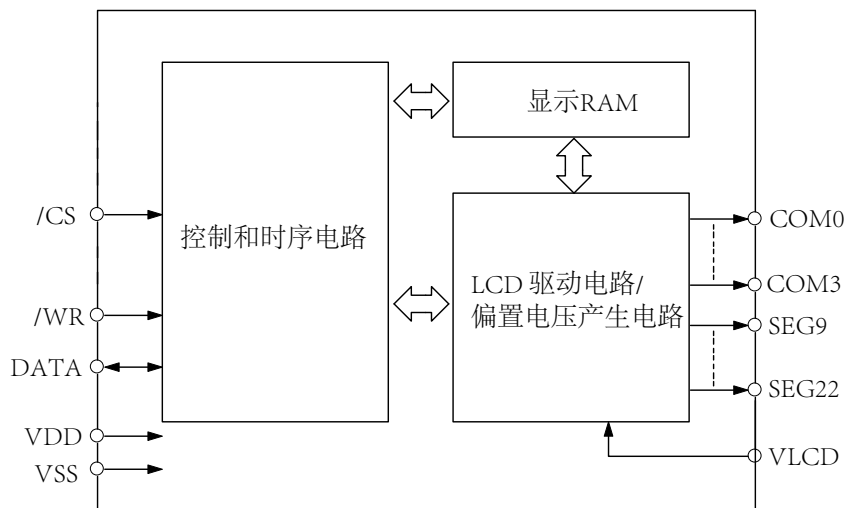 显示RAM
/CS
控制和时序电路
COM0
LCD 驱动电路/
偏置电压产生电路
COM3
/WR
SEG9
DATA
SEG22
VDD
VLCD
VSS